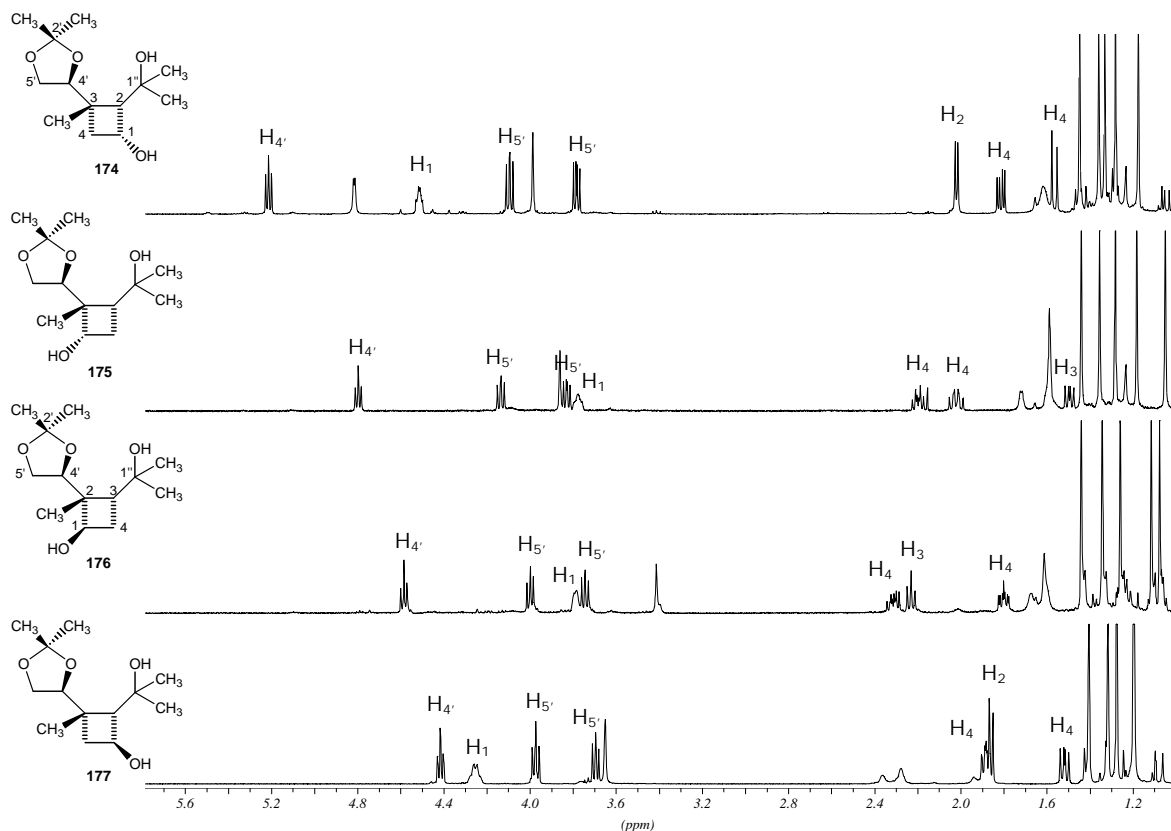 CH₃ CH₃
2'
O O
OH
5' 4' 1" CH₃
3 2 CH₃
CH₃
4 1
OH
174
H4' H1 H5' H5' H2 H4 H4
CH₃ CH₃
O O
OH
CH₃
CH₃
CH₃
HO
175
H4' H5' H5' H1 H4 H4 H3
CH₃ CH₃
2'
O O
OH
5' 4' 1" CH₃
2 3 CH₃
CH₃
1 4
HO
176
H4' H5' H1 H5' H4 H3 H4
CH₃ CH₃
O O
OH
CH₃
CH₃
CH₃
OH
177
H4' H1 H5' H5' H4 H2 H4
5.6 5.2 4.8 4.4 4.0 3.6 3.2 2.8 2.4 2.0 1.6 1.2
(ppm)